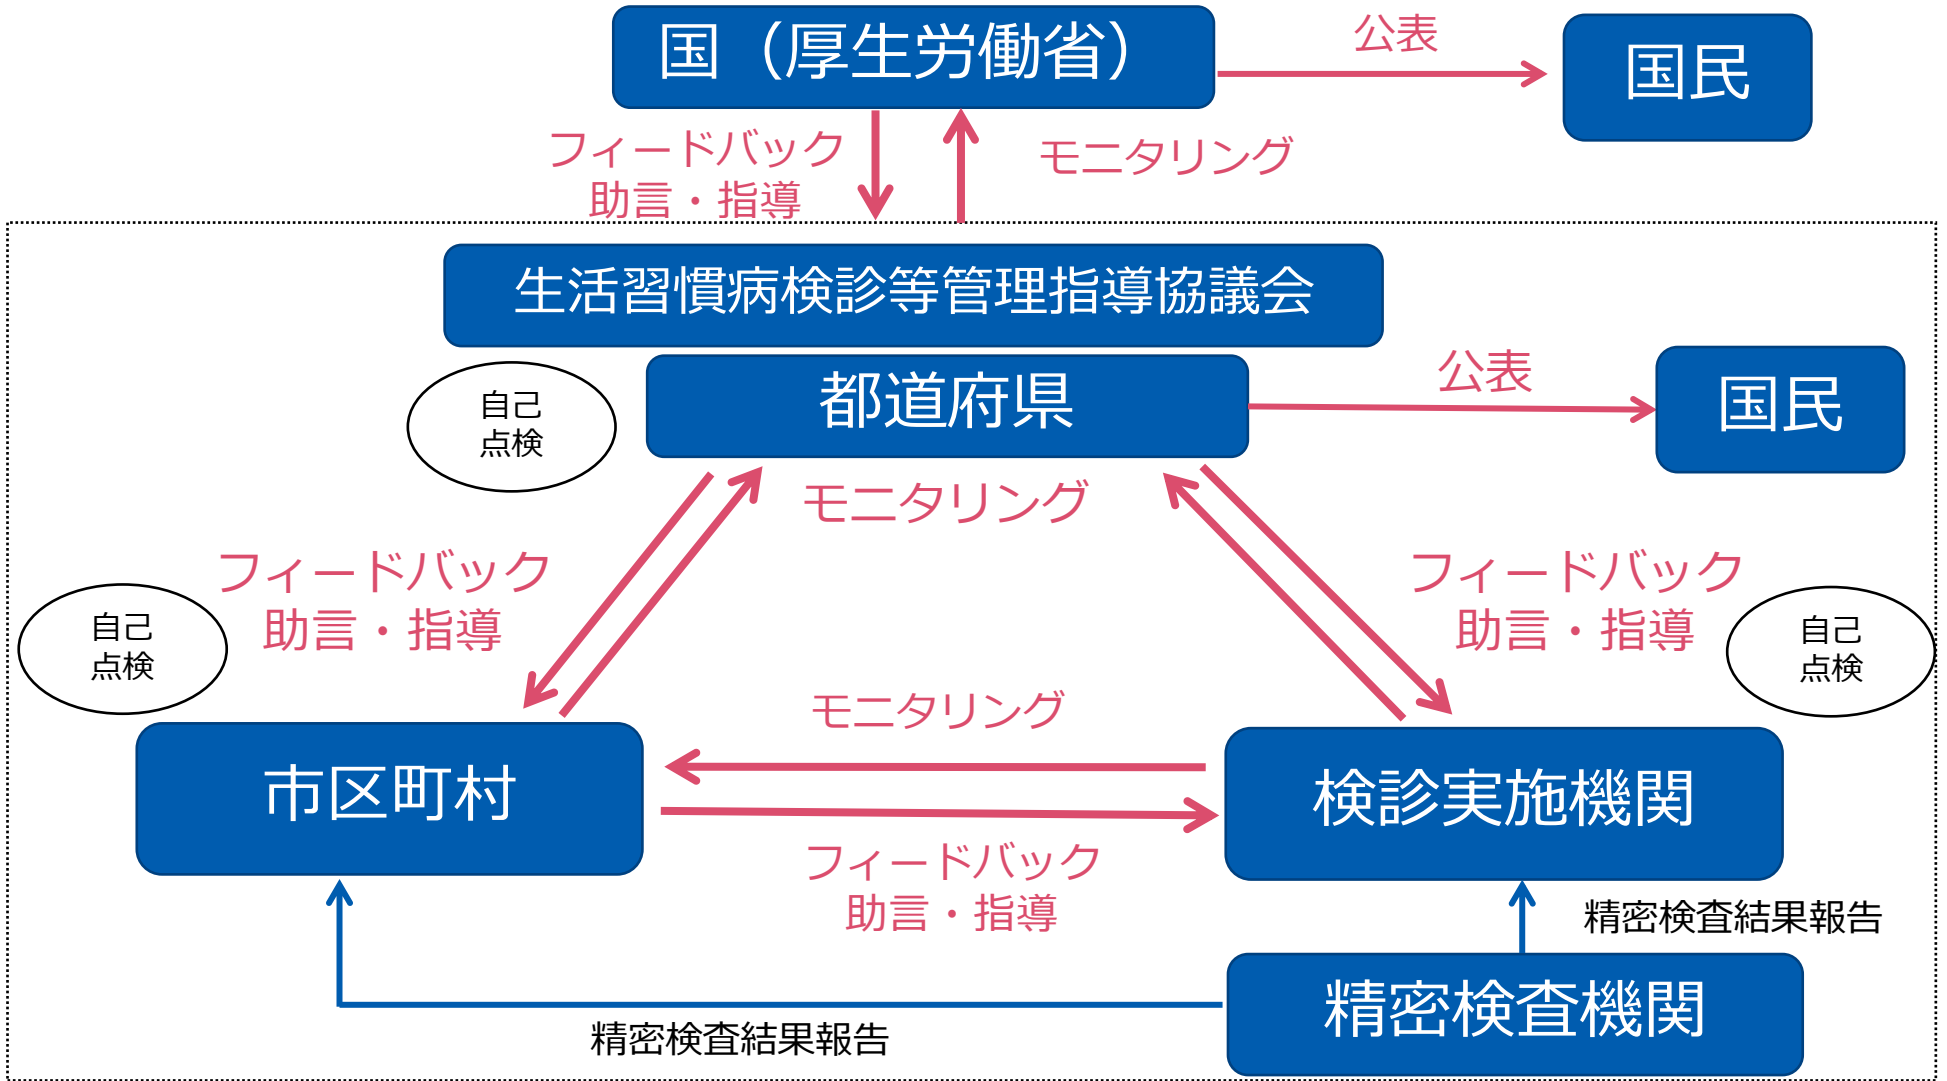 国（厚生労働省）
公表
国民
フィードバック
助言・指導
モニタリング
生活習慣病検診等管理指導協議会
自己
点検
都道府県
公表
国民
モニタリング
フィードバック
助言・指導
フィードバック
助言・指導
自己
点検
自己
点検
モニタリング
市区町村
検診実施機関
フィードバック
助言・指導
精密検査結果報告
精密検査機関
精密検査結果報告